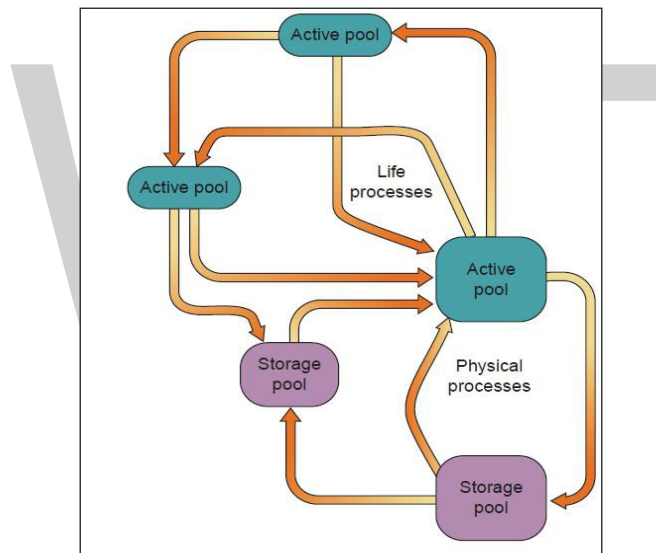 Active pool
Active pool
Life
processes
Active
pool
Storage
pool
Physical
processes
Storage
pool